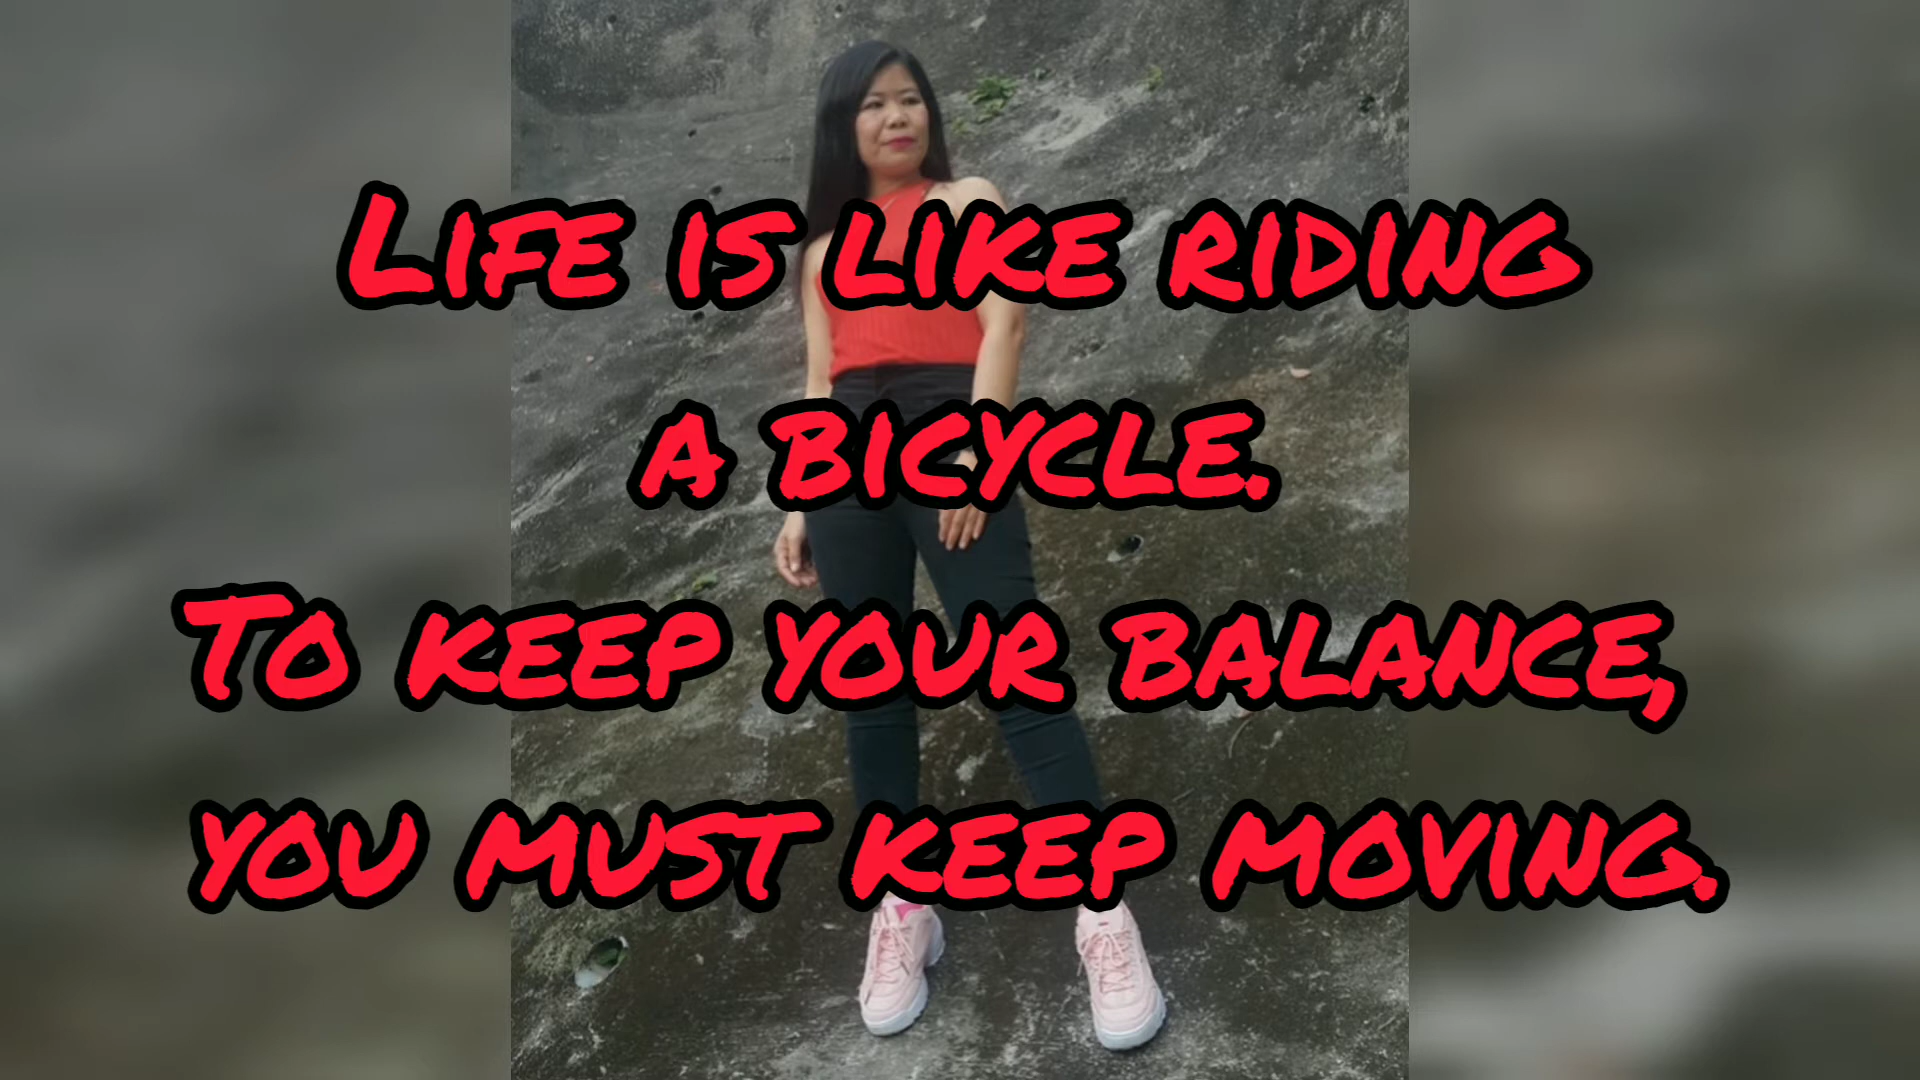 Life is like riding
a bicycle.
To keep your balance,
you must keep moving.